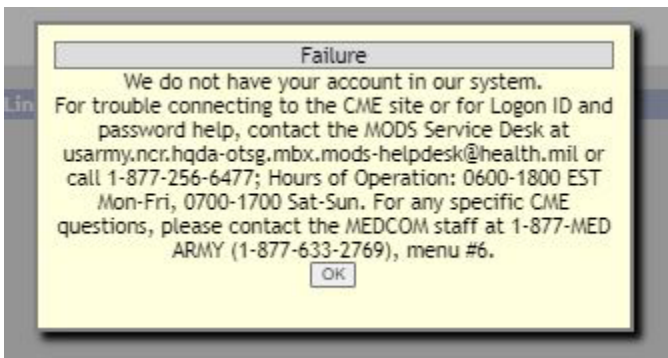 Failure
We do not have your account in our system.
Lin
For trouble connecting to the CME site or for Logon ID and
password help, contact the MODS Service Desk at
usarmy.ncr.hqda-otsg.mbx.mods-helpdesk@health.mil or
call 1-877-256-6477; Hours of Operation: 0600-1800 EST
Mon-Fri, 0700-1700 Sat-Sun. For any specific CME
questions, please contact the MEDCOM staff at 1-877-MED
ARMY (1-877-633-2769), menu #6.
OK